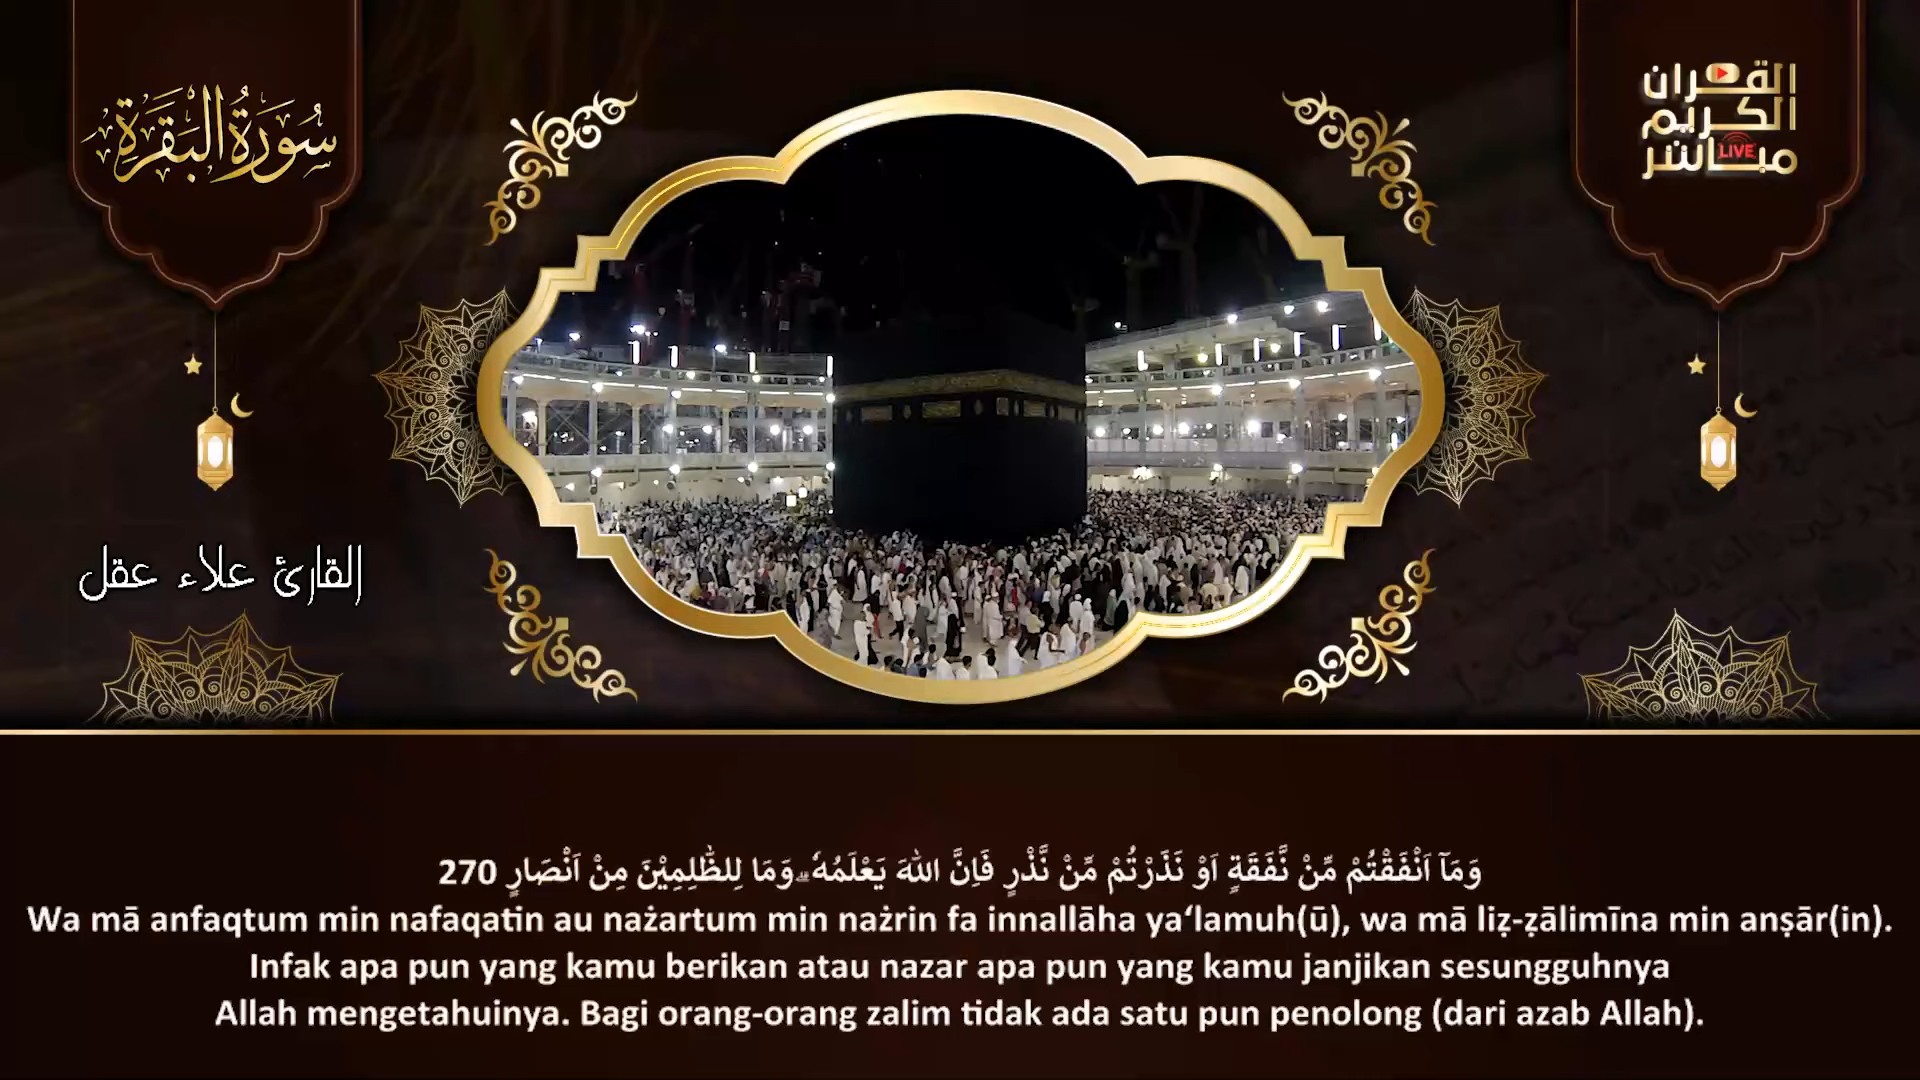 سُورَةُ البَقَرَةِ
القرآن
الكريم
مباشر
LIVE
القارئ علاء عقل
وَمَآ اَنْفَقْتُمْ مِّنْ نَّفَقَةٍ اَوْ نَذَرْتُمْ مِّنْ نَّذْرٍ فَاِنَّ اللّٰهَ يَعْلَمُهٗ ۗوَمَا لِلظّٰلِمِيْنَ مِنْ اَنْصَارٍ 270
Wa mā anfaqtum min nafaqatin au nażartum min nażrin fa innallāha ya‘lamuh(ū), wa mā liẓ-ẓālimīna min anṣār(in).
Infak apa pun yang kamu berikan atau nazar apa pun yang kamu janjikan sesungguhnya
Allah mengetahuinya. Bagi orang-orang zalim tidak ada satu pun penolong (dari azab Allah).